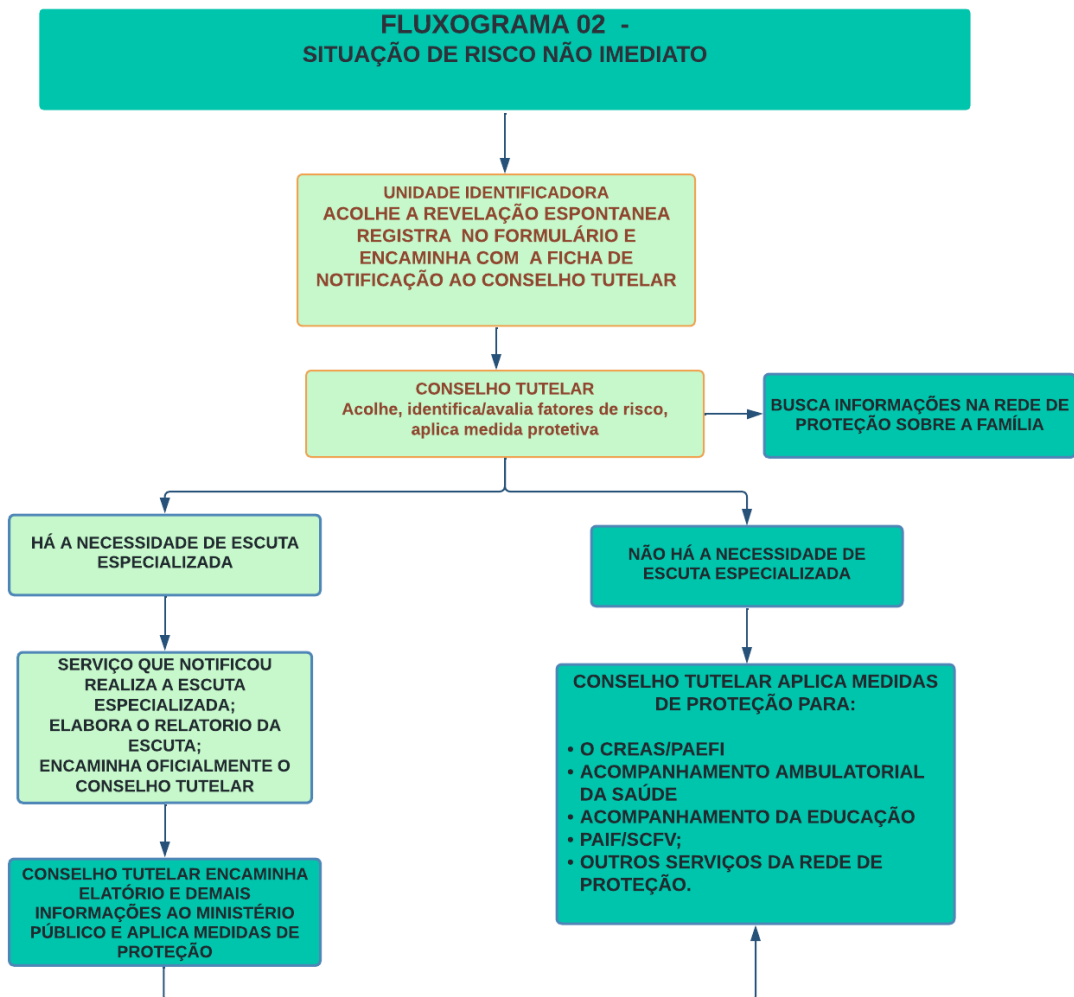 FLUXOGRAMA 02 -
SITUAÇÃO DE RISCO NÃO IMEDIATO
UNIDADE IDENTIFICADORA
ACOLHE A REVELAÇÃO ESPONTANEA
REGISTRA NO FORMULÁRIO E
ENCAMINHA COM A FICHA DE
NOTIFICAÇÃO AO CONSELHO TUTELAR
CONSELHO TUTELAR
Acolhe, identifica/avalia fatores de risco,
aplica medida protetiva
BUSCA INFORMAÇÕES NA REDE DE
PROTEÇÃO SOBRE A FAMÍLIA
HÁ A NECESSIDADE DE ESCUTA
ESPECIALIZADA
NÃO HÁ A NECESSIDADE DE
ESCUTA ESPECIALIZADA
SERVIÇO QUE NOTIFICOU
REALIZA A ESCUTA
ESPECIALIZADA;
ELABORA O RELATORIO DA
ESCUTA;
ENCAMINHA OFICIALMENTE O
CONSELHO TUTELAR
CONSELHO TUTELAR APLICA MEDIDAS
DE PROTEÇÃO PARA:
• O CREAS/PAEFI
• ACOMPANHAMENTO AMBULATORIAL
DA SAÚDE
• ACOMPANHAMENTO DA EDUCAÇÃO
• PAIF/SCFV;
• OUTROS SERVIÇOS DA REDE DE
PROTEÇÃO.
CONSELHO TUTELAR ENCAMINHA
ELATÓRIO E DEMAIS
INFORMAÇÕES AO MINISTÉRIO
PÚBLICO E APLICA MEDIDAS DE
PROTEÇÃO